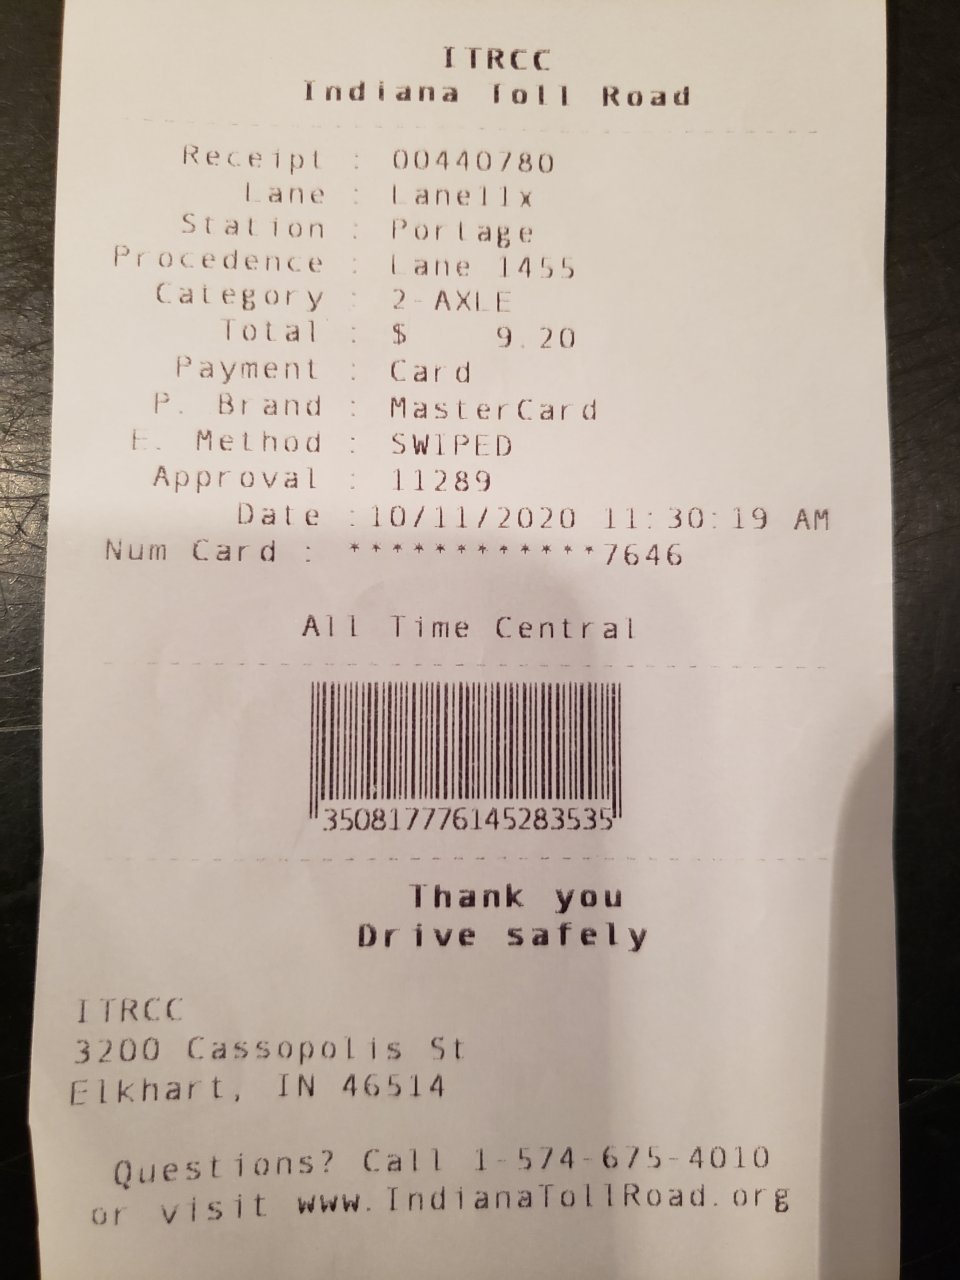 ITRCC
Indiana Toll Road
Receipt : 00440780
Lane : Lane11x
Station : Portage
Procedence : Lane 1455
Category : 2-AXLE
Total : $ 9.20
Payment : Card
P. Brand : MasterCard
E. Method : SWIPED
Approval : 11289
Date :10/11/2020 11:30:19 AM
Num Card : ************7646
All Time Central
3508177776145283535
Thank you
Drive safely
ITRCC
3200 Cassopolis St
Elkhart, IN 46514
Questions? Call 1-574-675-4010
or visit www.IndianaTollRoad.org